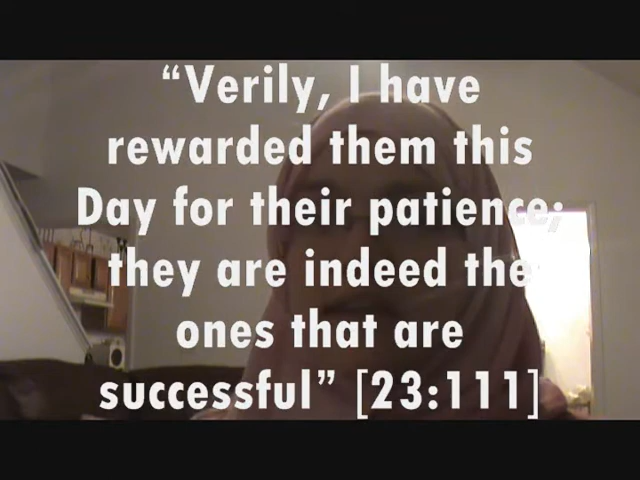 “Verily, I have
rewarded them this
Day for their patience;
they are indeed the
ones that are
successful” [23:111]